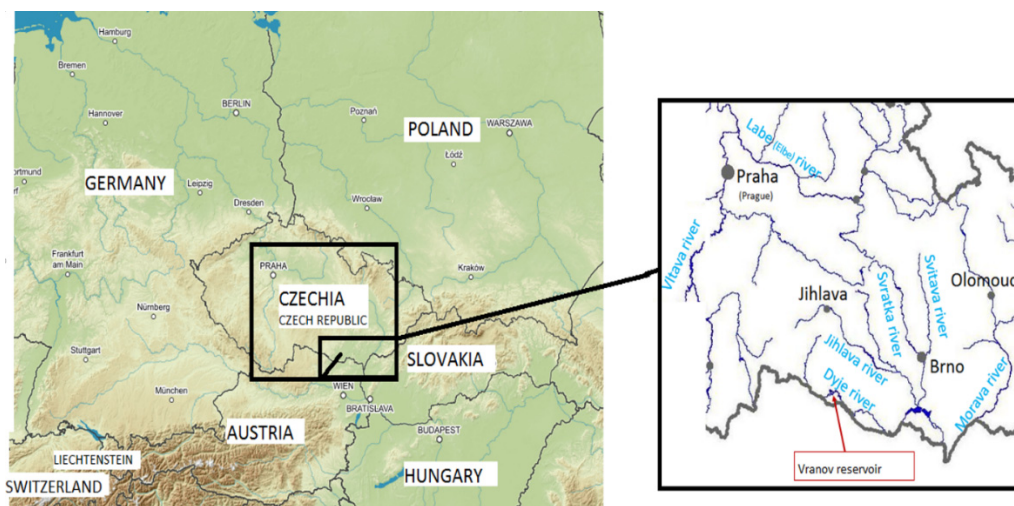 Hamburg
Bremen
Hannover
BERLIN
Poznań
POLAND
WARSZAWA
Łódź
GERMANY
Leipzig
Dresden
Wrocław
Frankfurt
am Main
PRAHA
Kraków
CZECHIA
CZECH REPUBLIC
Nürnberg
Stuttgart
SLOVAKIA
München
WIEN
BRATISLAVA
AUSTRIA
BUDAPEST
LIECHTENSTEIN
HUNGARY
SWITZERLAND
Labe (Elbe) river
Praha
(Prague)
Vltava river
Svratka river
Svitava river
Olomouc
Jihlava
Jihlava river
Brno
Dyje river
Morava river
Vranov reservoir